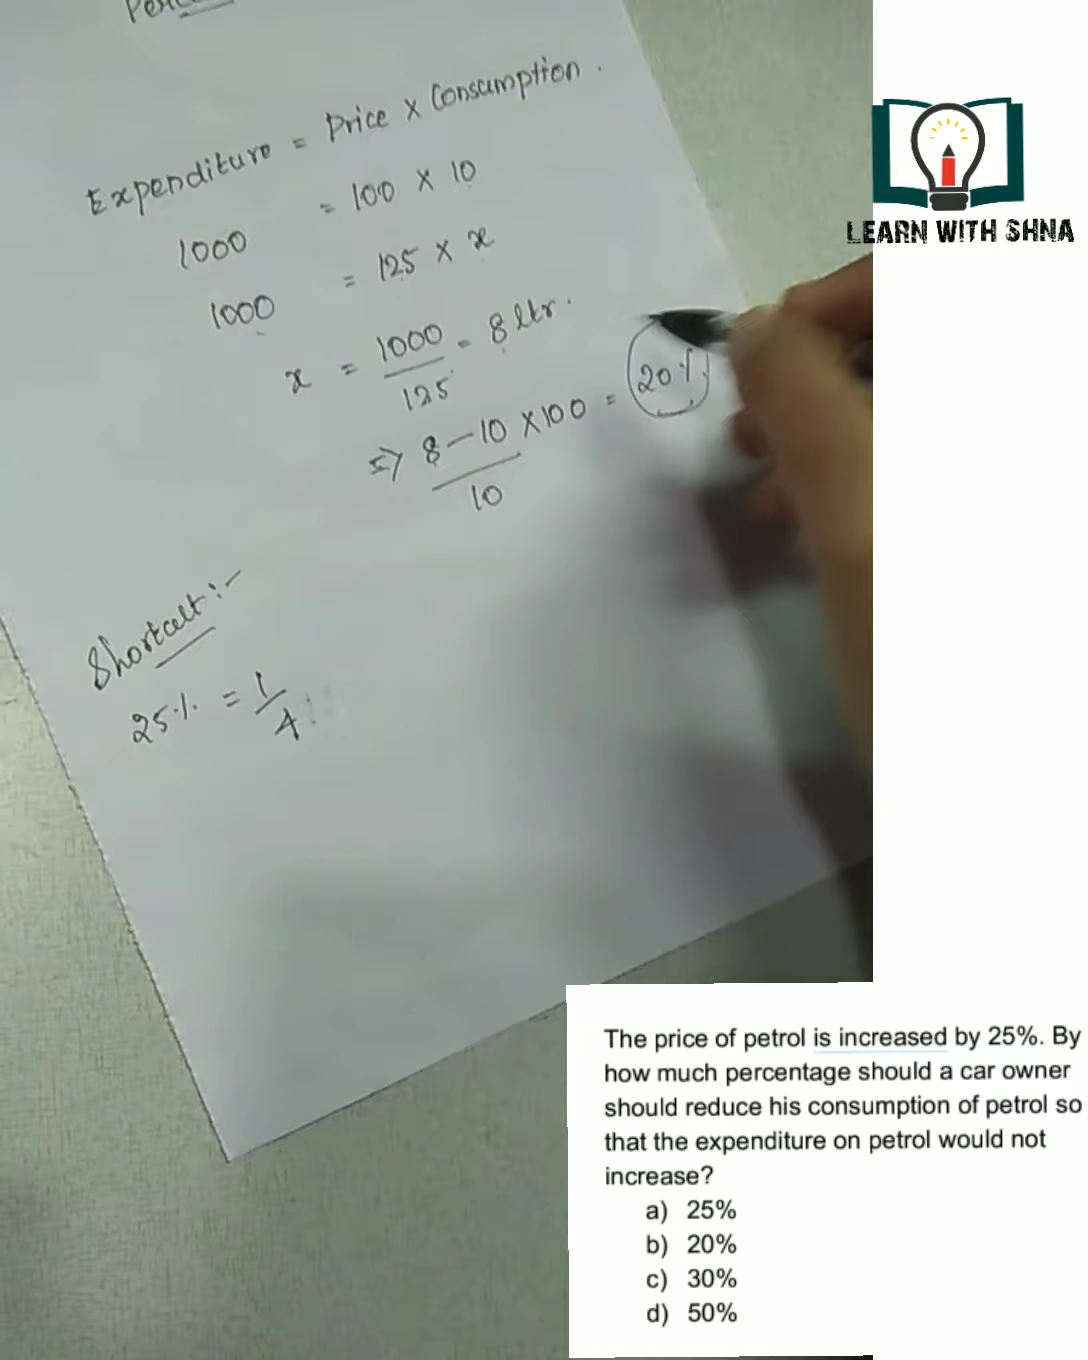 Expenditure = Price × Consumption.
1000 = 100 × 10
1000 = 125 × x
x = 1000/125 = 8 ltr.
=> 8-10/10 × 100 = 20%
Shortcut:-
25% = 1/4
LEARN WITH SHNA
The price of petrol is increased by 25%. By
how much percentage should a car owner
should reduce his consumption of petrol so
that the expenditure on petrol would not
increase?
a) 25%
b) 20%
c) 30%
d) 50%